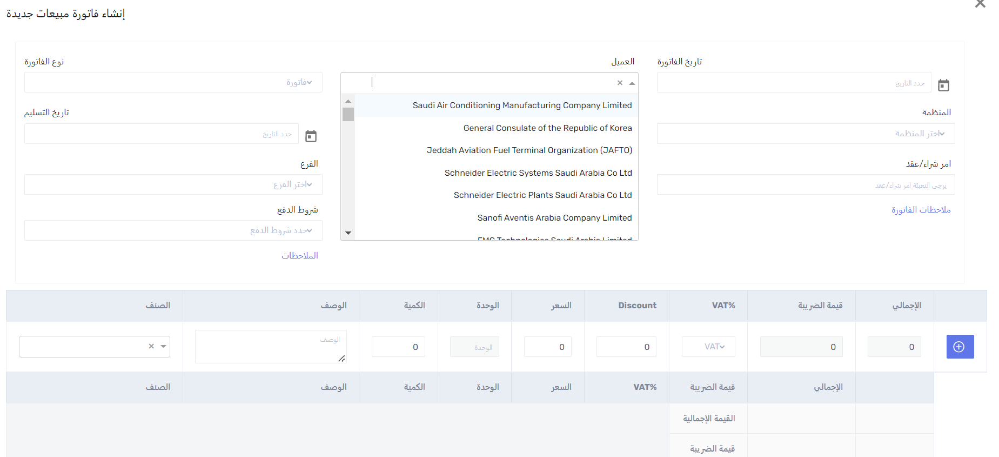 إنشاء فاتورة مبيعات جديدة
نوع الفاتورة
فاتورة
تاريخ التسليم
حدد التاريخ
الفرع
اختر الفرع
شروط الدفع
حدد شروط الدفع
الملاحظات
العميل
Saudi Air Conditioning Manufacturing Company Limited
General Consulate of the Republic of Korea
Jeddah Aviation Fuel Terminal Organization (JAFTO)
Schneider Electric Systems Saudi Arabia Co Ltd
Schneider Electric Plants Saudi Arabia Co Ltd
Sanofi Aventis Arabia Company Limited
FMC Technologies Saudi Arabia Limited
تاريخ الفاتورة
حدد التاريخ
المنظمة
اختر المنظمة
امر شراء/عقد
يرجى التعبئة امر شراء/عقد
ملاحظات الفاتورة
الصنف الوصف الكمية الوحدة السعر Discount VAT% قيمة الضريبة الإجمالي
الوصف 0 الوحدة 0 0 VAT 0 0
الصنف الوصف الكمية الوحدة السعر VAT% قيمة الضريبة الإجمالي
القيمة الإجمالية
قيمة الضريبة